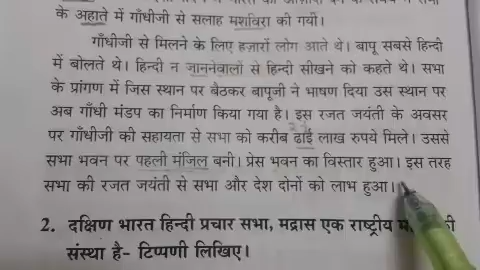 के अहाते में गाँधीजी से सलाह मशविरा की गयीं।
गाँधीजी से मिलने के लिए हज़ारों लोग आते थे। बापू सबसे हिन्दी
में बोलते थे। हिन्दी न जाननेवालों से हिन्दी सीखने को कहते थे। सभा
के प्रांगण में जिस स्थान पर बैठकर बापूजी ने भाषण दिया उस स्थान पर
अब गाँधी मंडप का निर्माण किया गया है। इस रजत जयंती के अवसर
पर गाँधीजी की सहायता से सभा को करीब ढाई लाख रुपये मिले। उससे
सभा भवन पर पहली मंजिल बनी। प्रेस भवन का विस्तार हुआ। इस तरह
सभा की रजत जयंती से सभा और देश दोनों को लाभ हुआ।
2. दक्षिण भारत हिन्दी प्रचार सभा, मद्रास एक राष्ट्रीय की
संस्था है- टिप्पणी लिखिए।